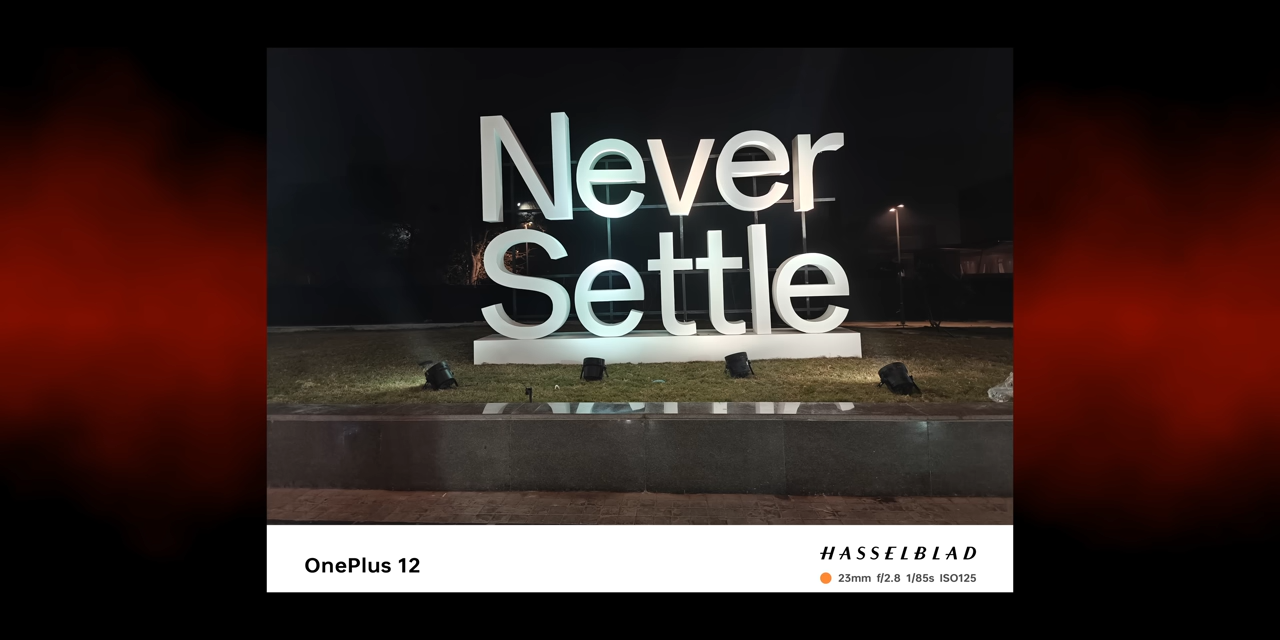 Never
Settle
OnePlus 12
HASSELBLAD
23mm f/2.8 1/85s ISO125